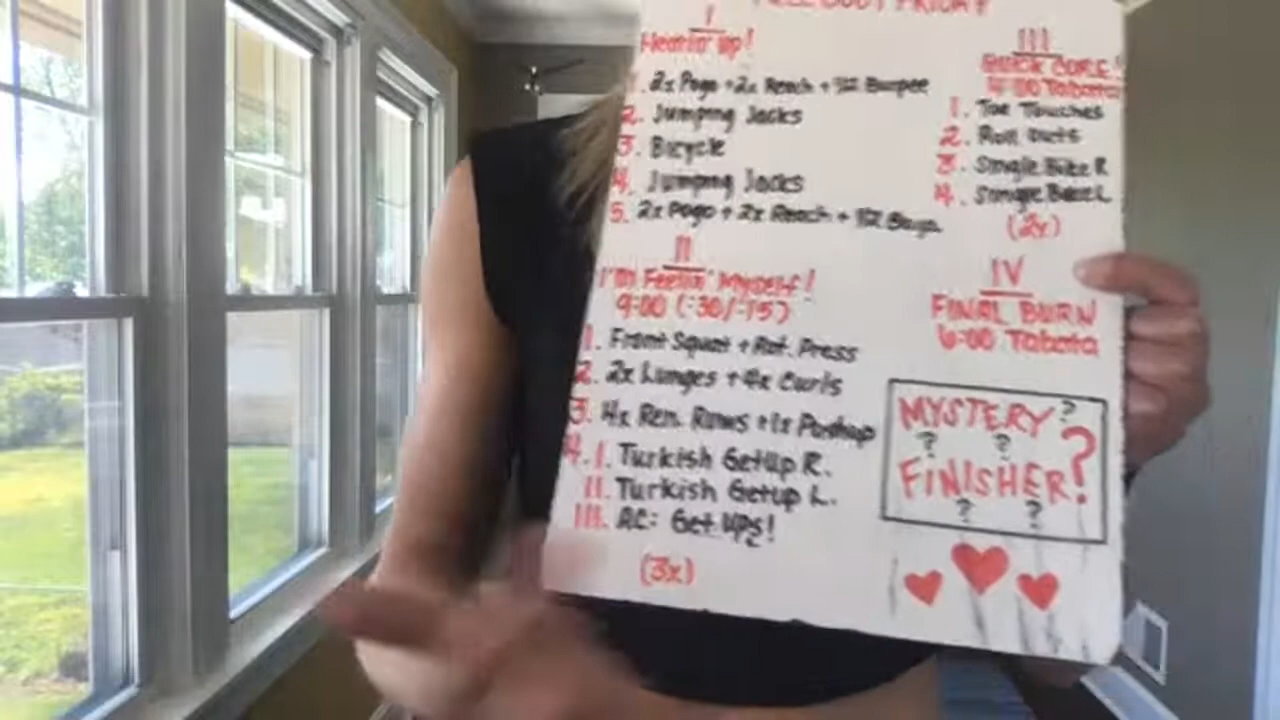 FULL BODY FRIDAY
I
Heatin' up!
1. 2x Pogo + 2x Reach + 1/2 Burpee
2. Jumping Jacks
3. Bicycle
4. Jumping Jacks
5. 2x Pogo + 2x Reach + 1/2
II
I'm Feelin' Myself!
9:00 (:30/:15)
1. Front Squat + Rot. Press
2. 2x Lunges + 4x Curls
3. 4x Ren. Rows + 1x Pushup
4. I. Turkish GetUp R.
II. Turkish Getup L.
III. AC: Get UPS!
(3x)
III
CORE!
4:00 Tabata
1. Toe Touches
2. Roll Outs
3. Single Bike R
4. Single L
(2x)
IV
FINAL BURN
6:00 Tabata
MYSTERY ?
? ? ?
FINISHER!
? ?